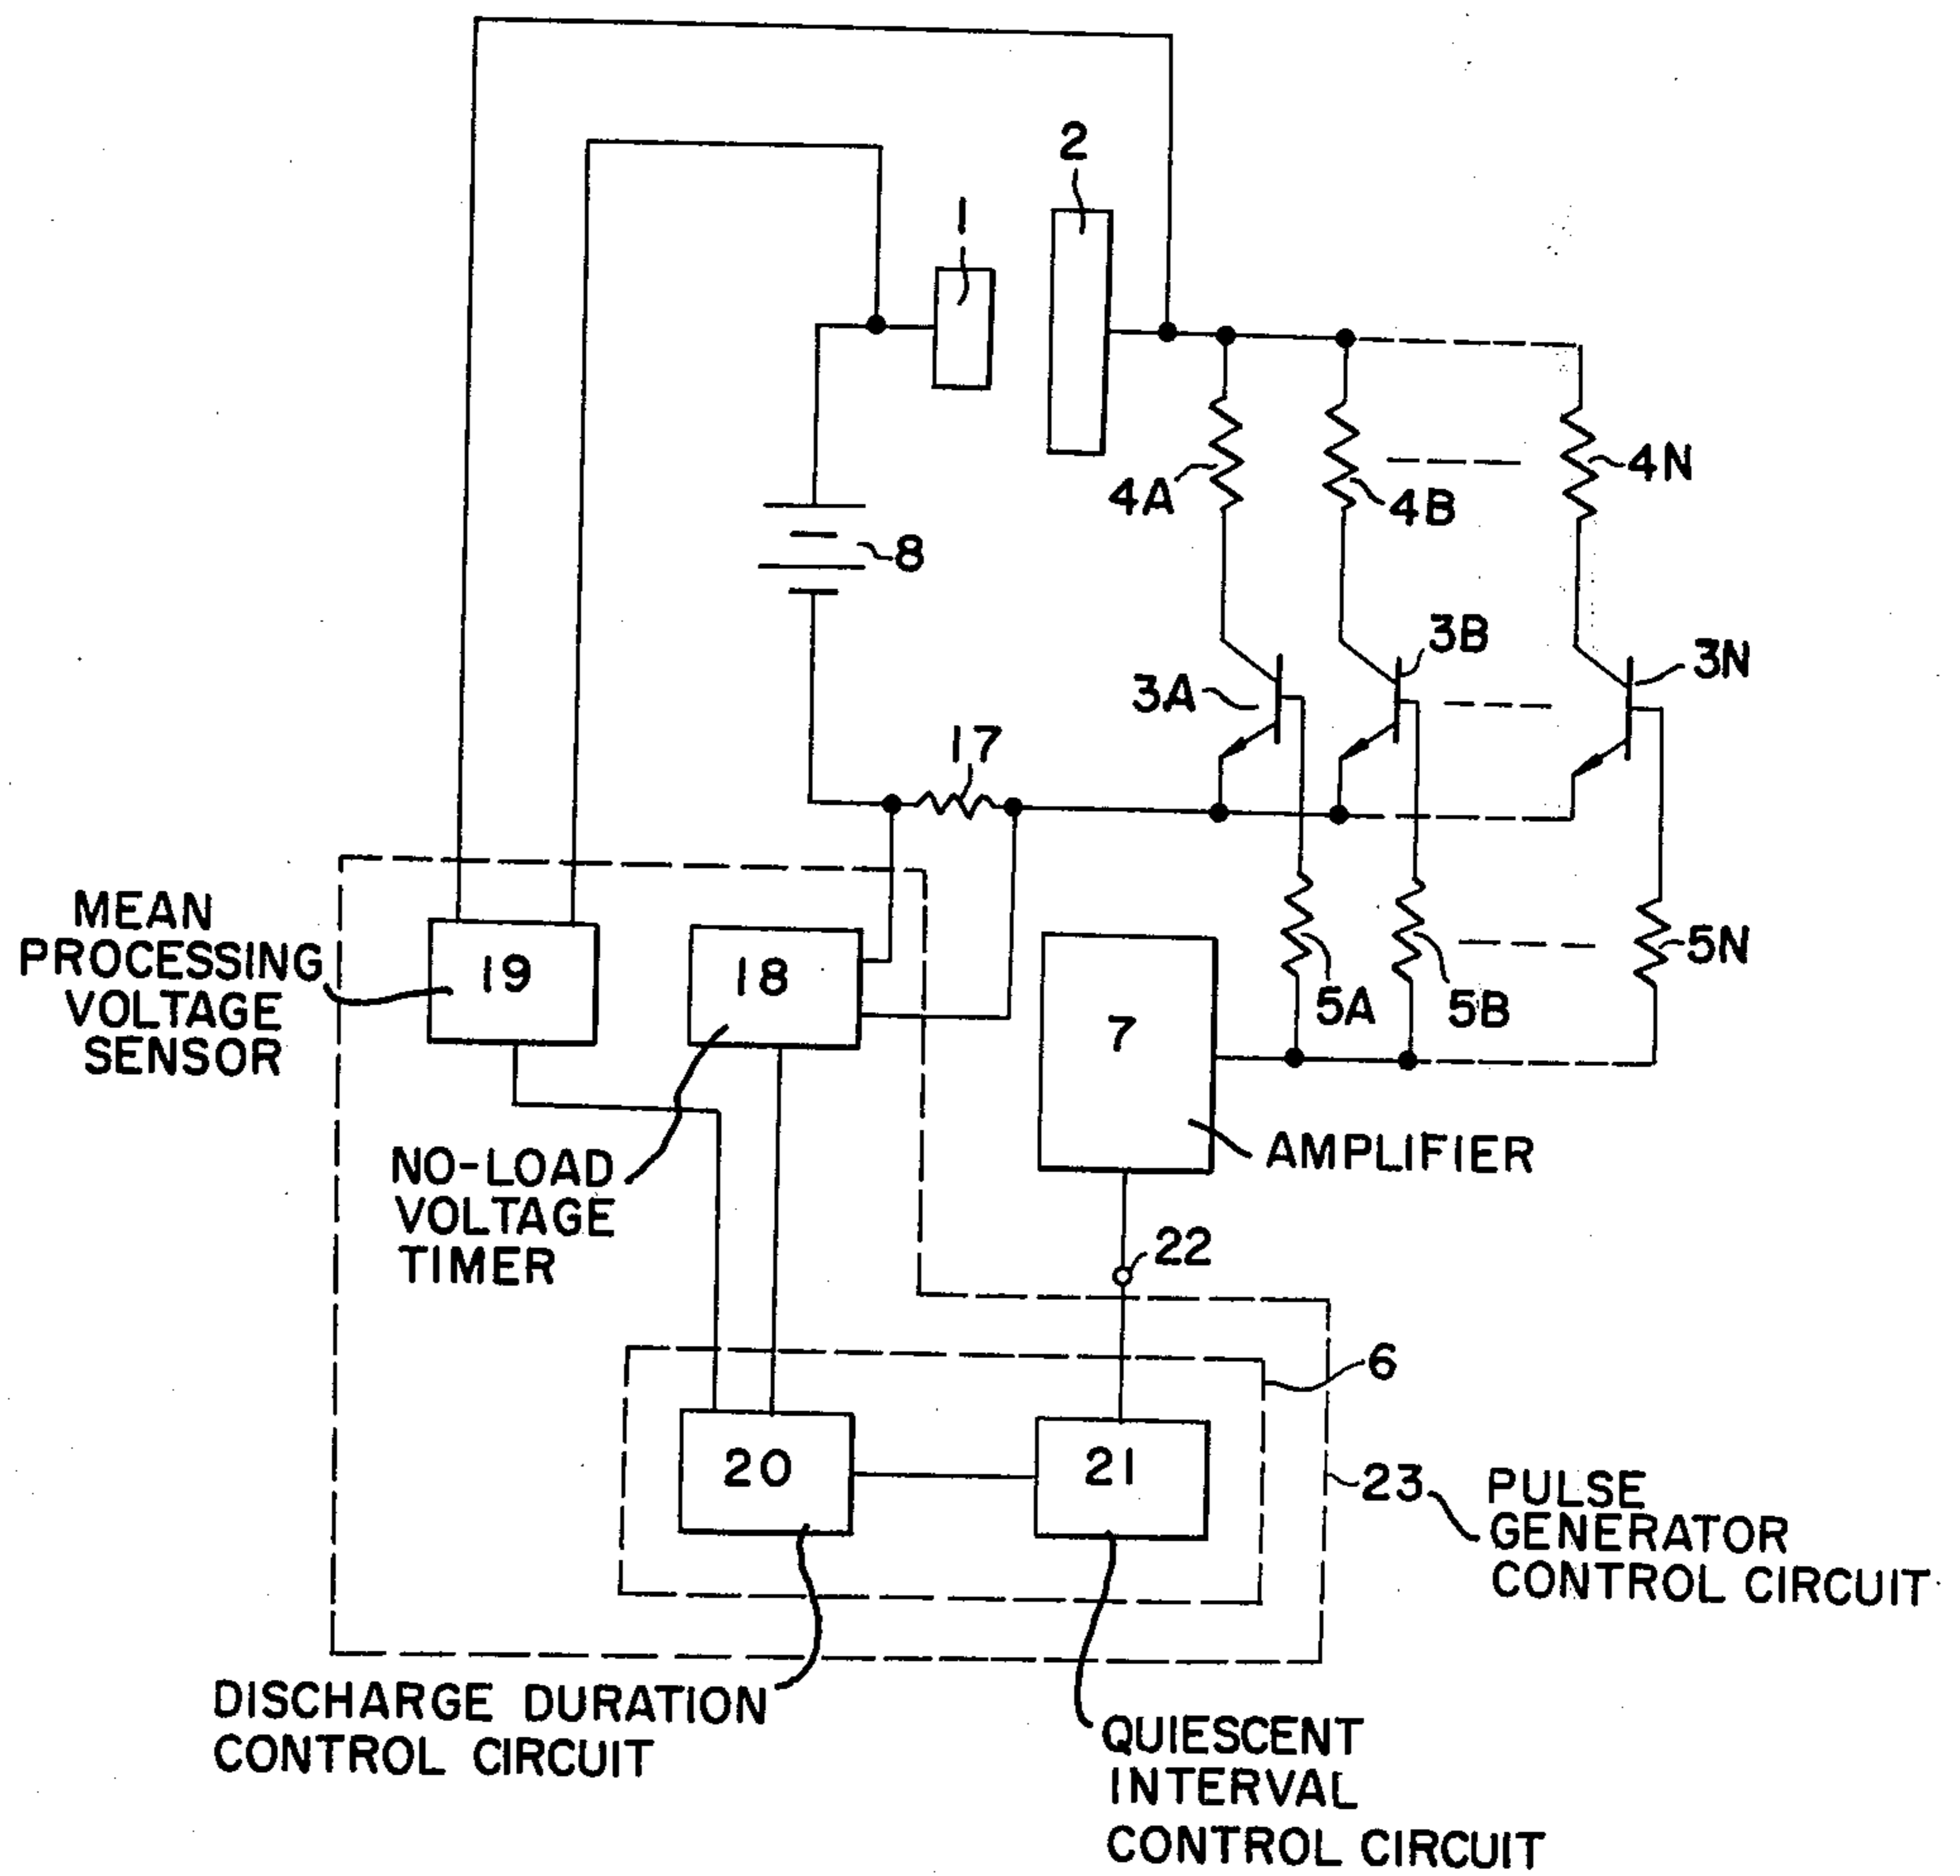 2
1
4A
4B
4N
8
3B
3N
3A
17
MEAN
PROCESSING
VOLTAGE
SENSOR
19
18
7
5A
5B
5N
AMPLIFIER
NO-LOAD
VOLTAGE
TIMER
22
6
20
21
23
PULSE
GENERATOR
CONTROL CIRCUIT
DISCHARGE DURATION
CONTROL CIRCUIT
QUIESCENT
INTERVAL
CONTROL CIRCUIT